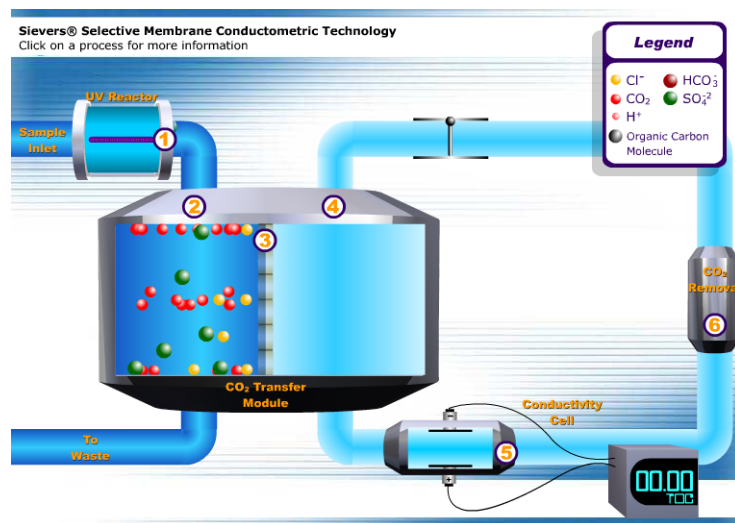 Sievers® Selective Membrane Conductometric Technology
Click on a process for more information
Legend
Cl⁻
HCO₃⁻
CO₂
SO₄⁻²
H⁺
Organic Carbon
Molecule
UV Reactor
Sample
Inlet
1
2
3
4
CO₂
Remova
6
CO₂ Transfer
Module
Conductivity
Cell
To
Waste
5
00.00
TOC